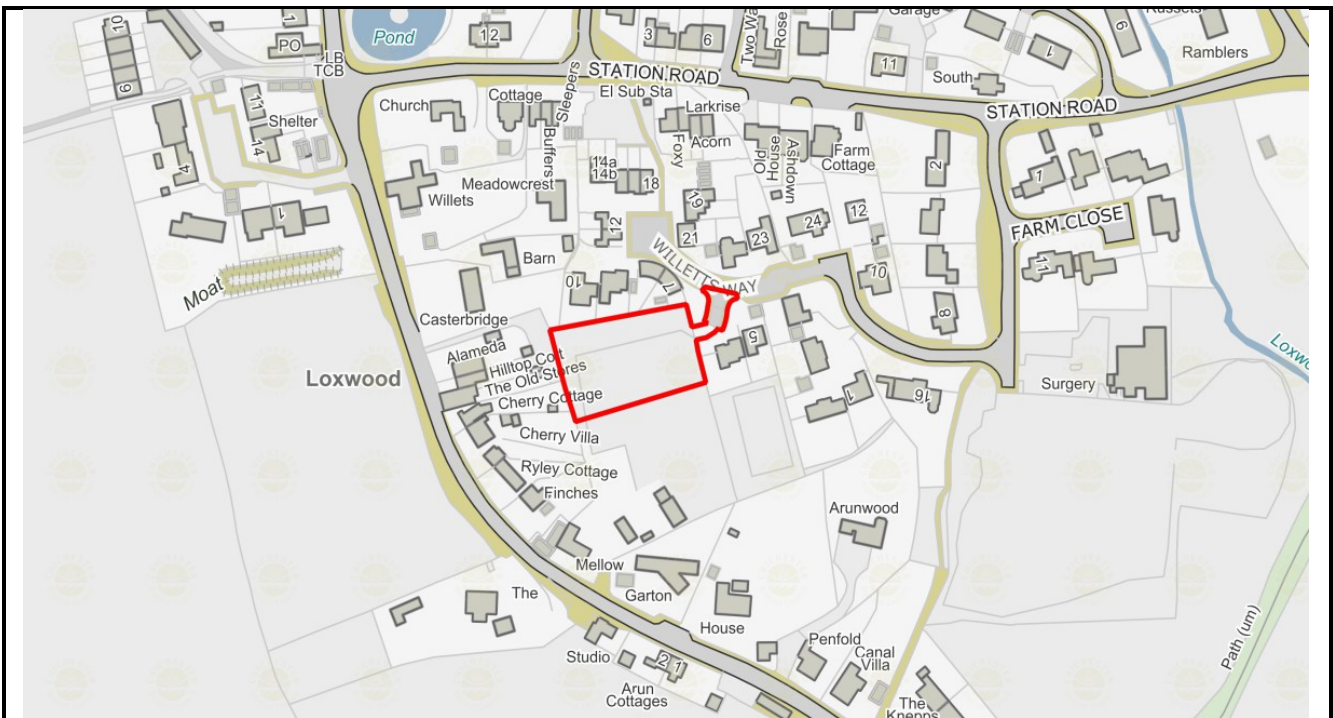 10
9
1
PO
LB
TCB
Pond
12
Sleepers
3
6
Two Wa
Rose
Garage
11
South
1
6
Russets
Ramblers
STATION ROAD
STATION ROAD
El Sub Sta
Church
Cottage
Buffers
Larkrise
Acorn
Foxy
Old
House
Ashdown
Farm
Cottage
2
11
14
Shelter
4
1
Willets
Meadowcrest
14a
14b
18
19
12
21
23
24
12
1
FARM CLOSE
11
Moat
Barn
10
7
WILLETTS WAY
10
8
Casterbridge
Alameda
Hilltop Cott
The Old Stores
Cherry Cottage
Cherry Villa
5
1
16
Surgery
Loxwo
Loxwood
Ryley Cottage
Finches
Arunwood
Mellow
The
Garton
House
Studio
2
1
Arun
Cottages
Penfold
Canal
Villa
The
Knepps
Path (um)